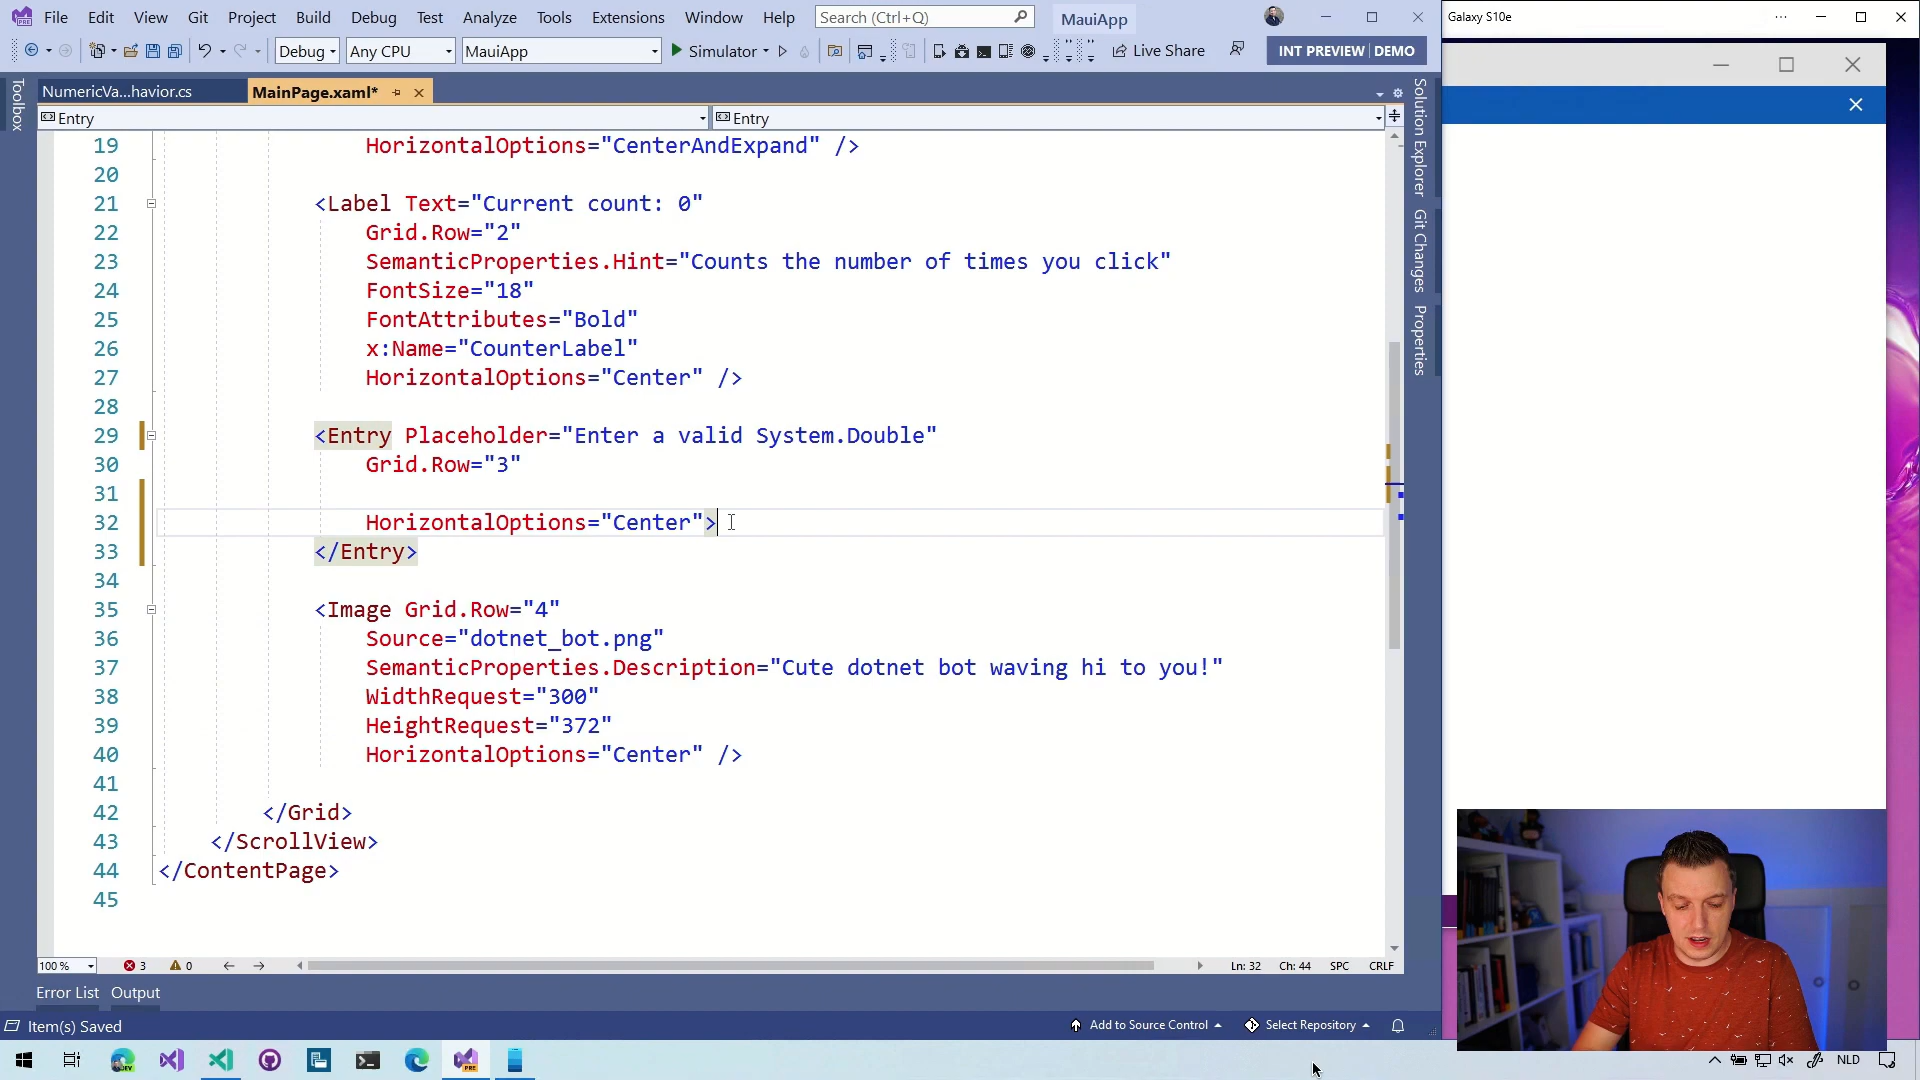 File Edit View Git Project Build Debug Test Analyze Tools Extensions Window Help Search (Ctrl+Q) MauiApp
Galaxy S10e
Debug Any CPU MauiApp Simulator Live Share INT PREVIEW DEMO
Toolbox
NumericVa...havior.cs MainPage.xaml*
Entry Entry
19 HorizontalOptions="CenterAndExpand" />
20
21 <Label Text="Current count: 0"
22 Grid.Row="2"
23 SemanticProperties.Hint="Counts the number of times you click"
24 FontSize="18"
25 FontAttributes="Bold"
26 x:Name="CounterLabel"
27 HorizontalOptions="Center" />
28
29 <Entry Placeholder="Enter a valid System.Double"
30 Grid.Row="3"
31
32 HorizontalOptions="Center">
33 </Entry>
34
35 <Image Grid.Row="4"
36 Source="dotnet_bot.png"
37 SemanticProperties.Description="Cute dotnet bot waving hi to you!"
38 WidthRequest="300"
39 HeightRequest="372"
40 HorizontalOptions="Center" />
41
42 </Grid>
43 </ScrollView>
44 </ContentPage>
45
Solution Explorer
Git Changes
Properties
100 % 3 0 Ln: 32 Ch: 44 SPC CRLF
Error List Output
Item(s) Saved Add to Source Control Select Repository
DEV PRE NLD